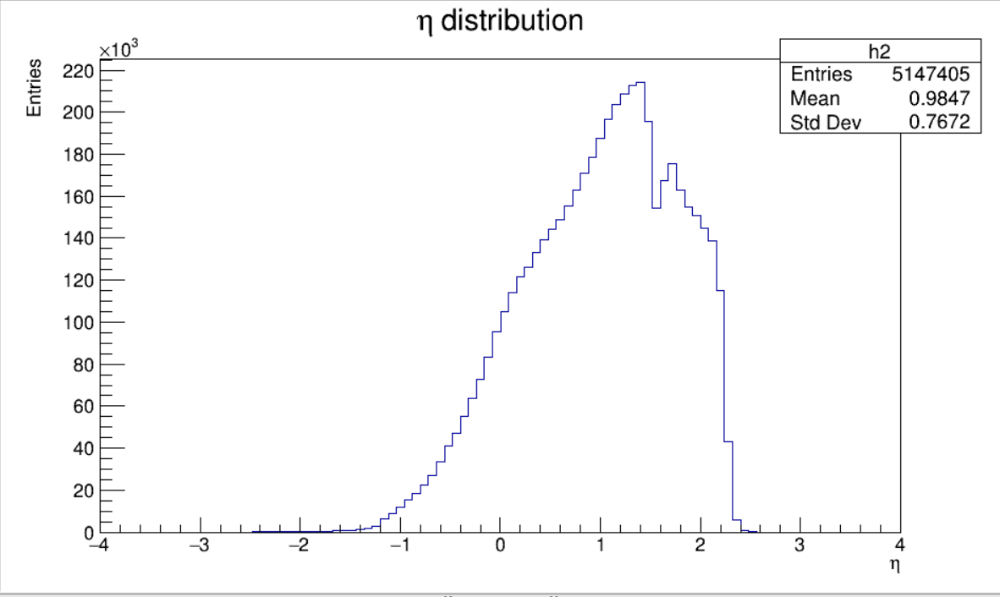 η distribution
×10³
Entries
220
200
180
160
140
120
100
80
60
40
20
0
h2
Entries 5147405
Mean 0.9847
Std Dev 0.7672
−4 −3 −2 −1 0 1 2 3 4
η